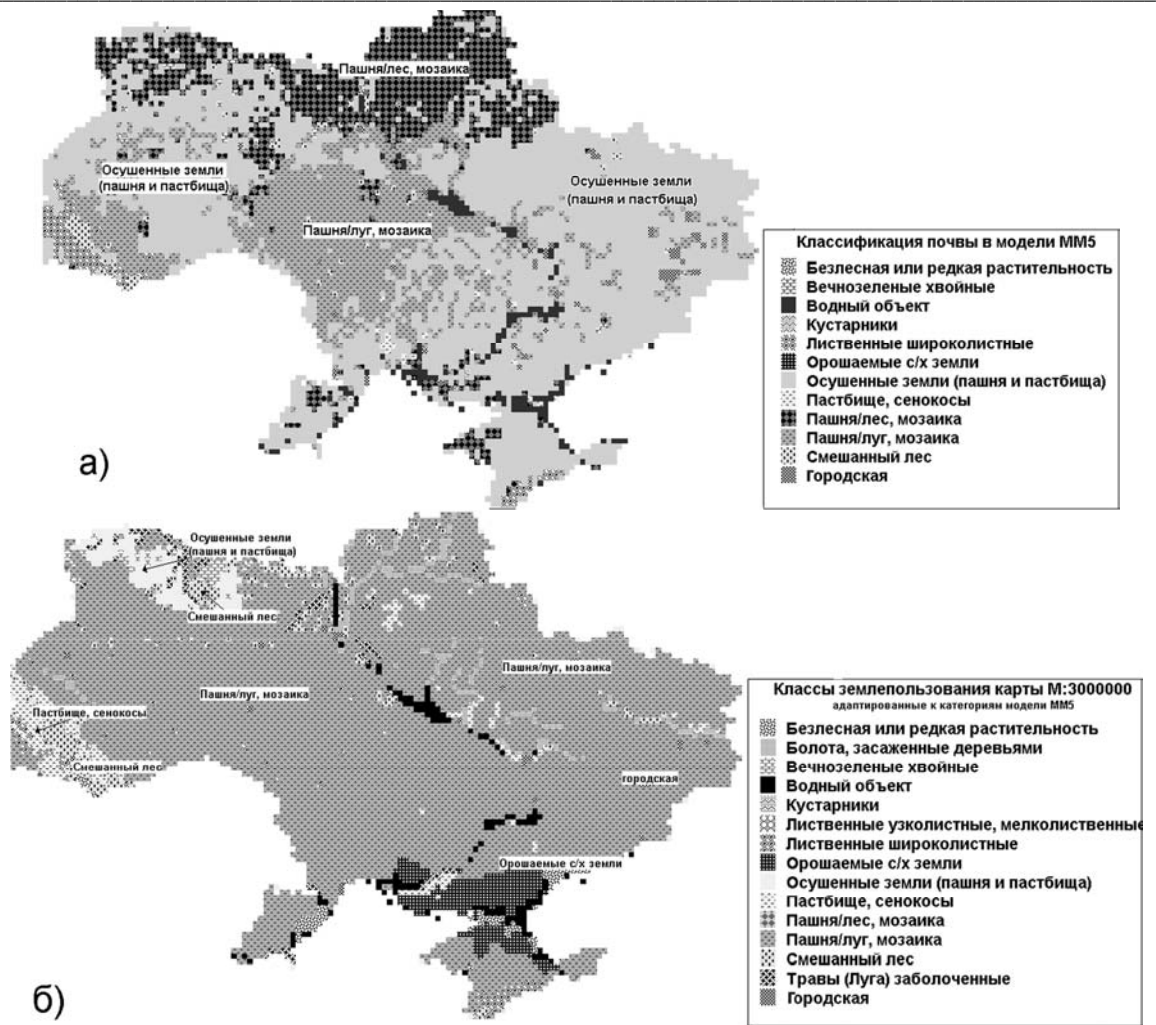 Пашня/лес, мозаика
Осушенные земли
(пашня и пастбища)
Осушенные земли
(пашня и пастбища)
Пашня/луг, мозаика
Классификация почвы в модели ММ5
Безлесная или редкая растительность
Вечнозеленые хвойные
Водный объект
Кустарники
Лиственные широколистные
Орошаемые с/х земли
Осушенные земли (пашня и пастбища)
Пастбище, сенокосы
Пашня/лес, мозаика
Пашня/луг, мозаика
Смешанный лес
Городская
а)
Осушенные земли
(пашня и пастбища)
Смешанный лес
Пашня/луг, мозаика
Пашня/луг, мозаика
Пастбище, сенокосы
Смешанный лес
городская
Орошаемые с/х земли
Классы землепользования карты М:3000000
адаптированные к категориям модели ММ5
Безлесная или редкая растительность
Болота, засаженные деревьями
Вечнозеленые хвойные
Водный объект
Кустарники
Лиственные узколистные, мелколиственные
Лиственные широколистные
Орошаемые с/х земли
Осушенные земли (пашня и пастбища)
Пастбище, сенокосы
Пашня/лес, мозаика
Пашня/луг, мозаика
Смешанный лес
Травы (Луга) заболоченные
Городская
б)